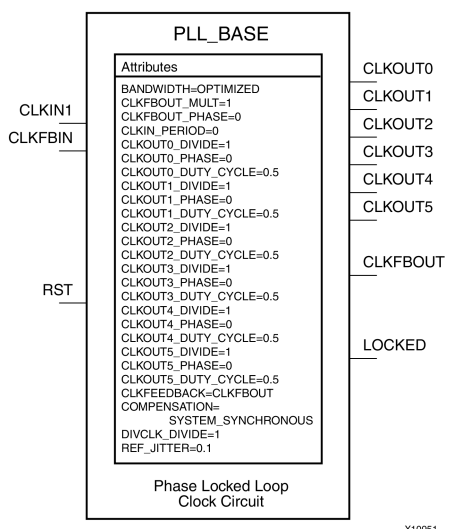 PLL_BASE
Attributes
BANDWIDTH=OPTIMIZED
CLKFBOUT_MULT=1
CLKFBOUT_PHASE=0
CLKIN_PERIOD=0
CLKOUT0_DIVIDE=1
CLKOUT0_PHASE=0
CLKOUT0_DUTY_CYCLE=0.5
CLKOUT1_DIVIDE=1
CLKOUT1_PHASE=0
CLKOUT1_DUTY_CYCLE=0.5
CLKOUT2_DIVIDE=1
CLKOUT2_PHASE=0
CLKOUT2_DUTY_CYCLE=0.5
CLKOUT3_DIVIDE=1
CLKOUT3_PHASE=0
CLKOUT3_DUTY_CYCLE=0.5
CLKOUT4_DIVIDE=1
CLKOUT4_PHASE=0
CLKOUT4_DUTY_CYCLE=0.5
CLKOUT5_DIVIDE=1
CLKOUT5_PHASE=0
CLKOUT5_DUTY_CYCLE=0.5
CLKFEEDBACK=CLKFBOUT
COMPENSATION=
SYSTEM_SYNCHRONOUS
DIVCLK_DIVIDE=1
REF_JITTER=0.1
CLKIN1
CLKFBIN
RST
CLKOUT0
CLKOUT1
CLKOUT2
CLKOUT3
CLKOUT4
CLKOUT5
CLKFBOUT
LOCKED
Phase Locked Loop
Clock Circuit